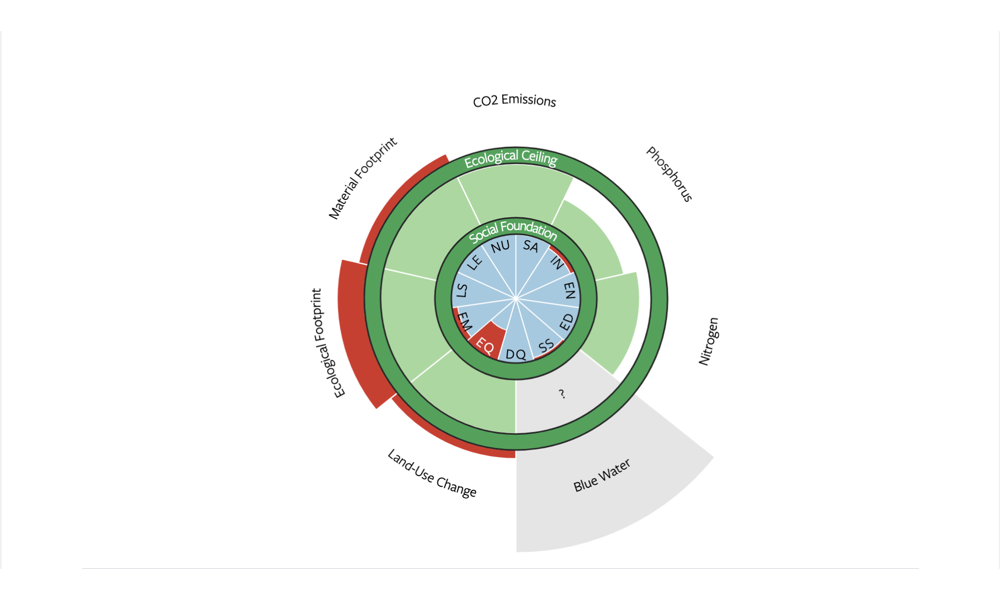 CO2 Emissions
Phosphorus
Nitrogen
Blue Water
Land-Use Change
Ecological Footprint
Material Footprint
Ecological Ceiling
Social Foundation
SA
IN
EN
ED
SS
DQ
EQ
EM
LS
LE
NU
?